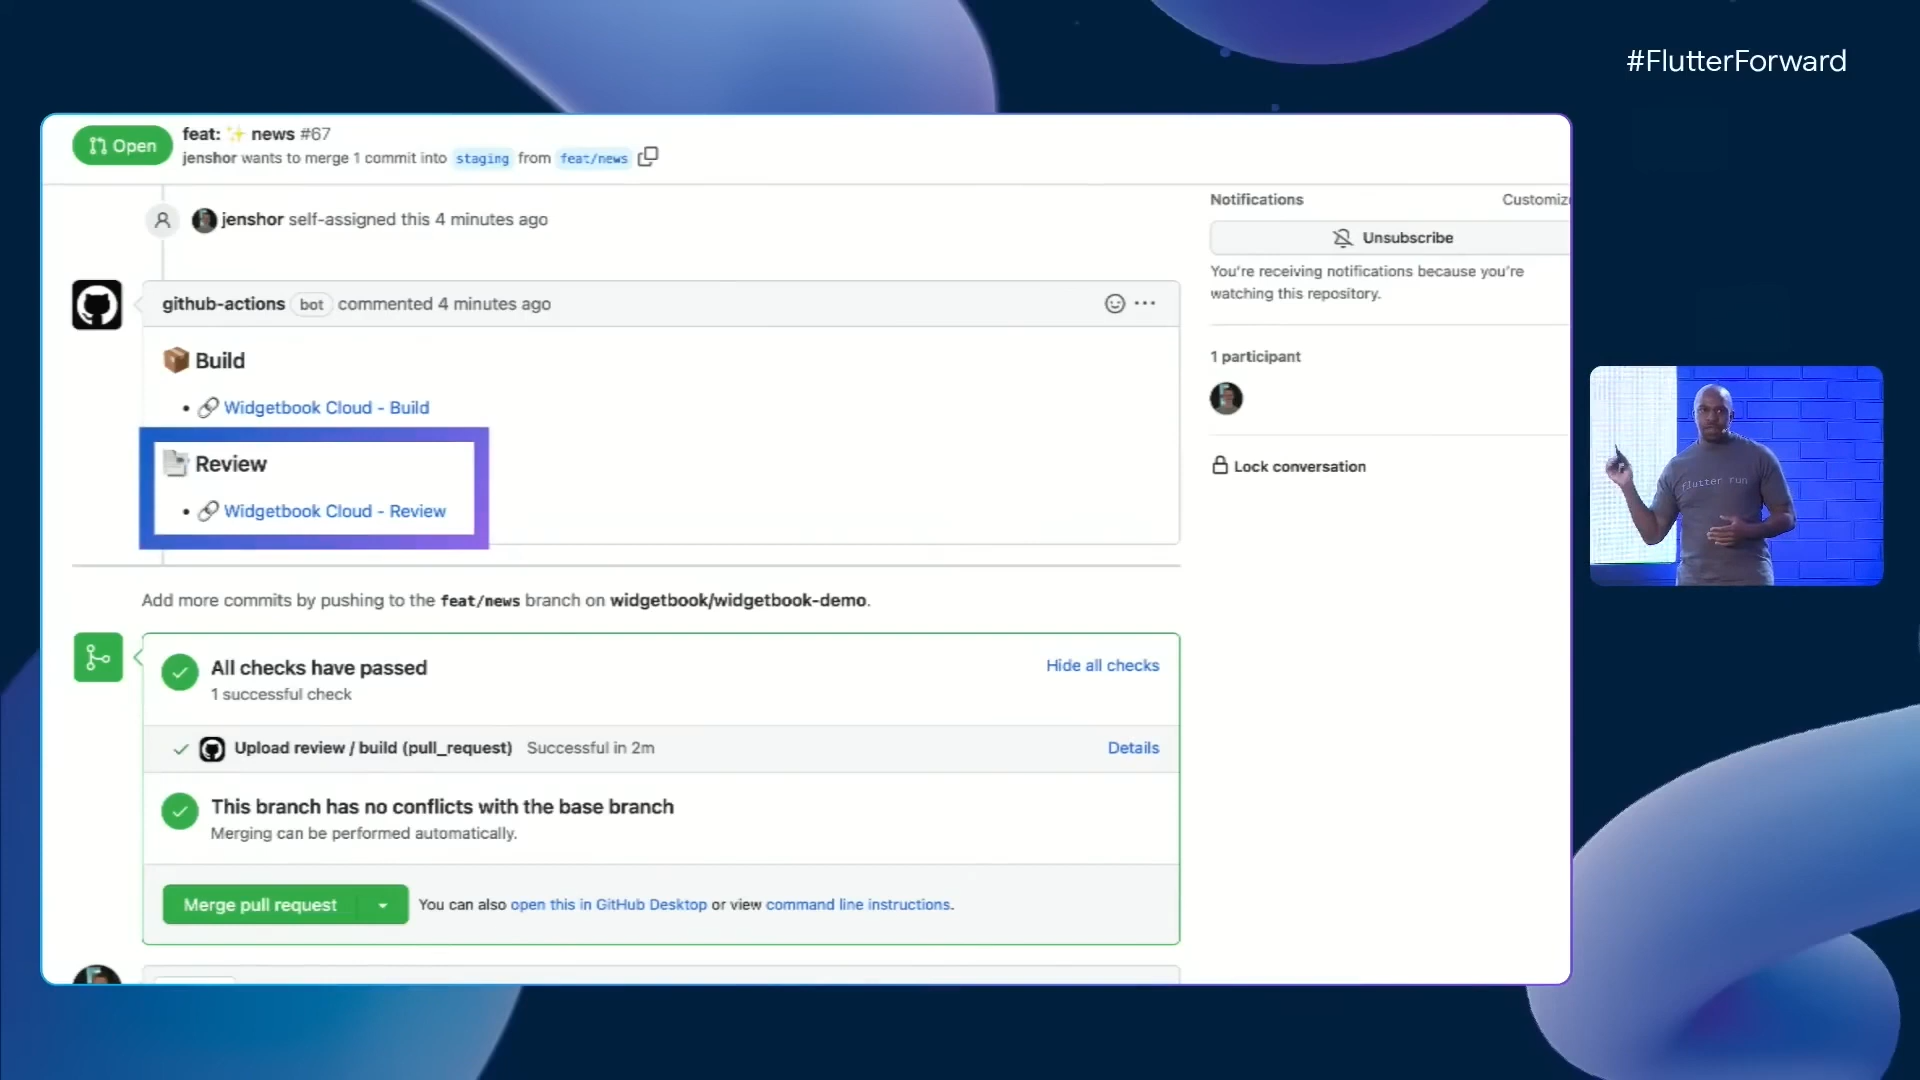 #FlutterForward
Open
feat: ✨ news #67
jenshor wants to merge 1 commit into staging from feat/news
jenshor self-assigned this 4 minutes ago
github-actions bot commented 4 minutes ago
Build
Widgetbook Cloud - Build
Review
Widgetbook Cloud - Review
Add more commits by pushing to the feat/news branch on widgetbook/widgetbook-demo.
All checks have passed
Hide all checks
1 successful check
Upload review / build (pull_request) Successful in 2m
Details
This branch has no conflicts with the base branch
Merging can be performed automatically.
Merge pull request
You can also open this in GitHub Desktop or view command line instructions.
Notifications
Customize
Unsubscribe
You're receiving notifications because you're
watching this repository.
1 participant
Lock conversation
flutter run